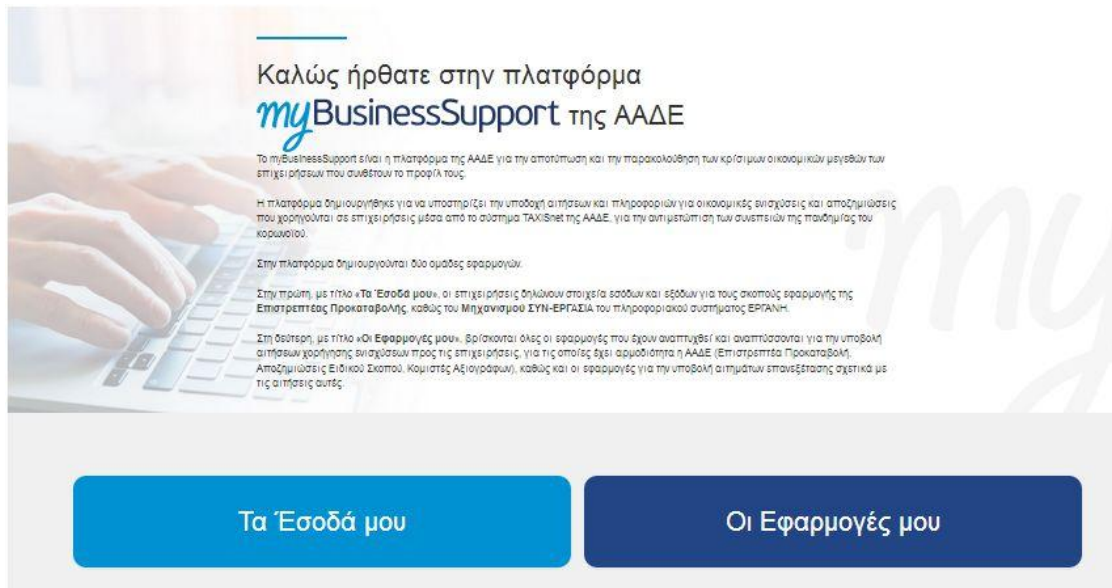 Καλώς ήρθατε στην πλατφόρμα
myBusinessSupport της ΑΑΔΕ
Το myBusinessSupport είναι η πλατφόρμα της ΑΑΔΕ για την αποτύπωση και την παρακολούθηση των κρίσιμων οικονομικών μεγεθών των
επιχειρήσεων που συνθέτουν το προφίλ τους.
Η πλατφόρμα δημιουργήθηκε για να υποστηρίξει την υποδοχή αιτήσεων και πληροφοριών για οικονομικές ενισχύσεις και αποζημιώσεις
που χορηγούνται σε επιχειρήσεις μέσα από το σύστημα TAXISnet της ΑΑΔΕ, για την αντιμετώπιση των συνεπειών της πανδημίας του
κορωνοϊού.
Στην πλατφόρμα δημιουργούνται δύο ομάδες εφαρμογών.
Στην πρώτη, με τίτλο «Τα Έσοδά μου», οι επιχειρήσεις δηλώνουν στοιχεία εσόδων και εξόδων για τους σκοπούς εφαρμογής της
Επιστρεπτέας Προκαταβολής, καθώς του Μηχανισμού ΣΥΝ-ΕΡΓΑΣΙΑ του πληροφοριακού συστήματος ΕΡΓΑΝΗ.
Στη δεύτερη, με τίτλο «Οι Εφαρμογές μου», βρίσκονται όλες οι εφαρμογές που έχουν αναπτυχθεί και αναπτύσσονται για την υποβολή
αιτήσεων χορήγησης ενισχύσεων προς τις επιχειρήσεις, για τις οποίες έχει αρμοδιότητα η ΑΑΔΕ (Επιστρεπτέα Προκαταβολή,
Αποζημιώσεις Ειδικού Σκοπού, Κομιστές Αξιογράφων), καθώς και οι εφαρμογές για την υποβολή αιτημάτων επανεξέτασης σχετικά με
τις αιτήσεις αυτές.
my
Τα Έσοδά μου
Οι Εφαρμογές μου